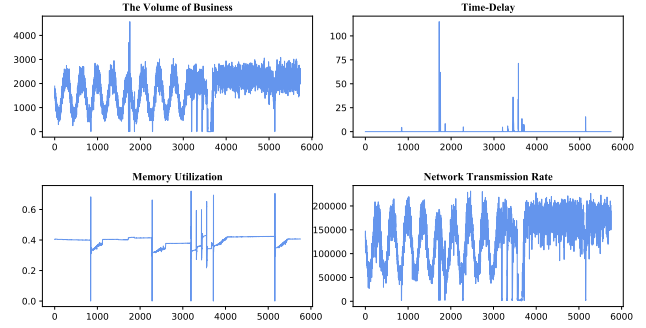 The Volume of Business
Time-Delay
4000
3000
2000
1000
0
0 1000 2000 3000 4000 5000 6000
100
75
50
25
0
0 1000 2000 3000 4000 5000 6000
Memory Utilization
Network Transmission Rate
0.6
0.4
0.2
0.0
0 1000 2000 3000 4000 5000 6000
200000
150000
100000
50000
0
0 1000 2000 3000 4000 5000 6000